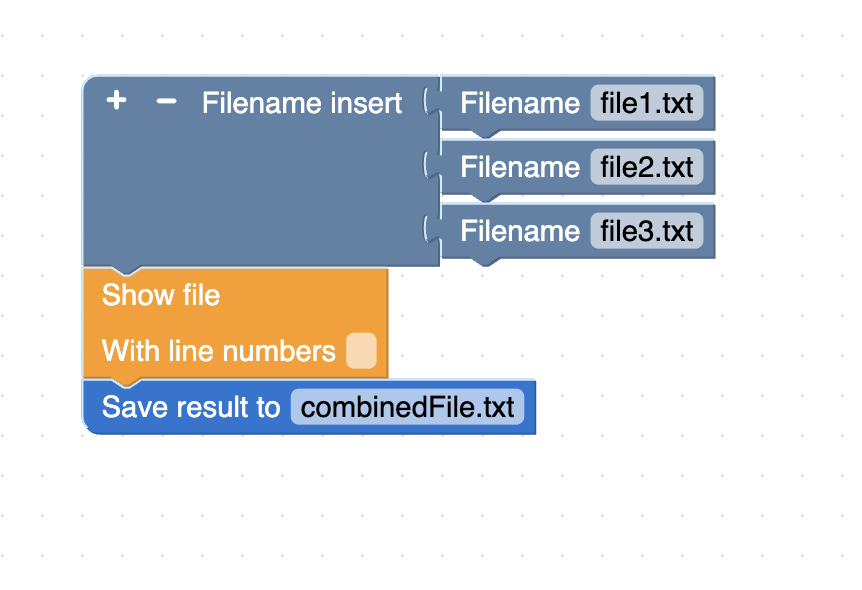 + − Filename insert Filename file1.txt
Filename file2.txt
Filename file3.txt
Show file
With line numbers
Save result to combinedFile.txt